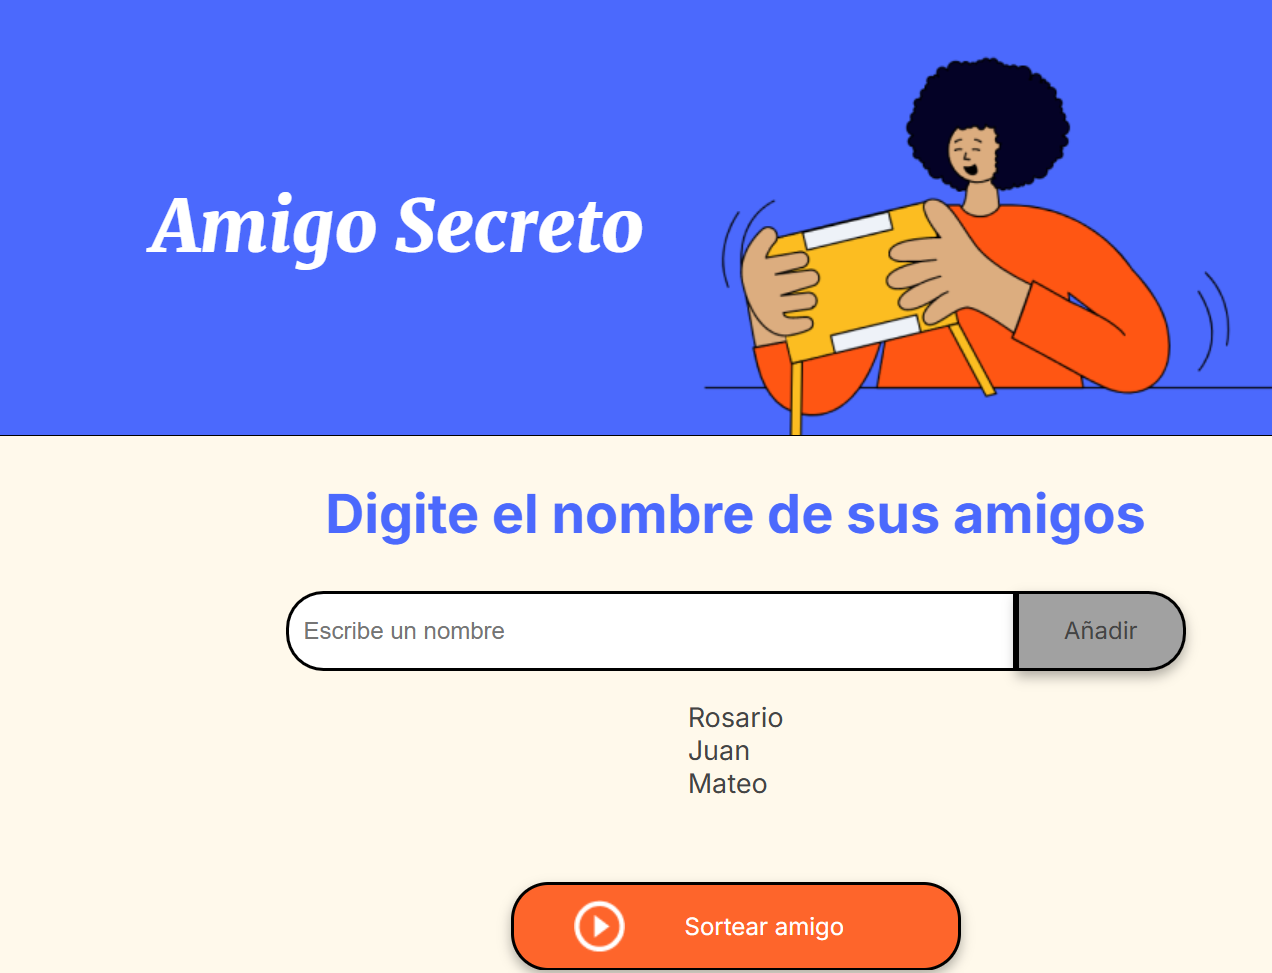 Amigo Secreto
Digite el nombre de sus amigos
Escribe un nombre
Añadir
Rosario
Juan
Mateo
Sortear amigo